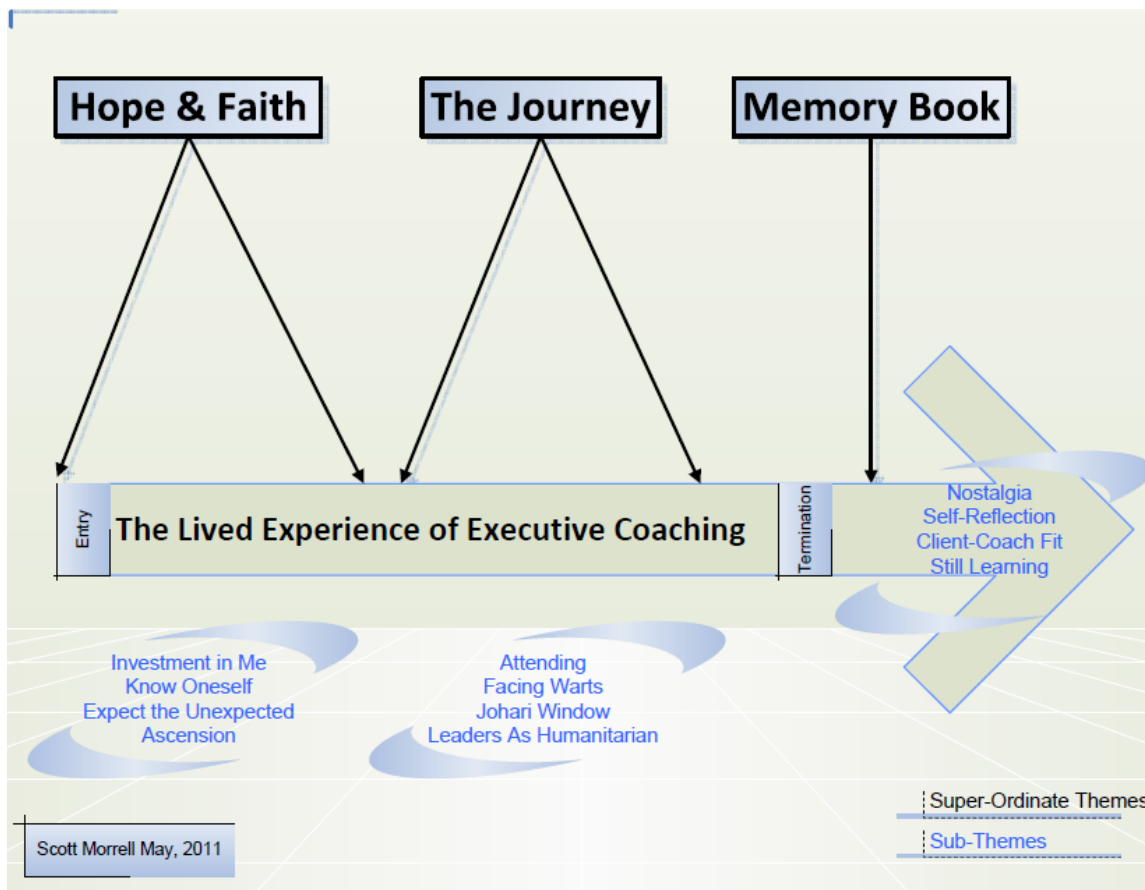 Hope & Faith
The Journey
Memory Book
Entry
The Lived Experience of Executive Coaching
Termination
Nostalgia
Self-Reflection
Client-Coach Fit
Still Learning
Investment in Me
Know Oneself
Expect the Unexpected
Ascension
Attending
Facing Warts
Johari Window
Leaders As Humanitarian
Super-Ordinate Themes
Sub-Themes
Scott Morrell May, 2011